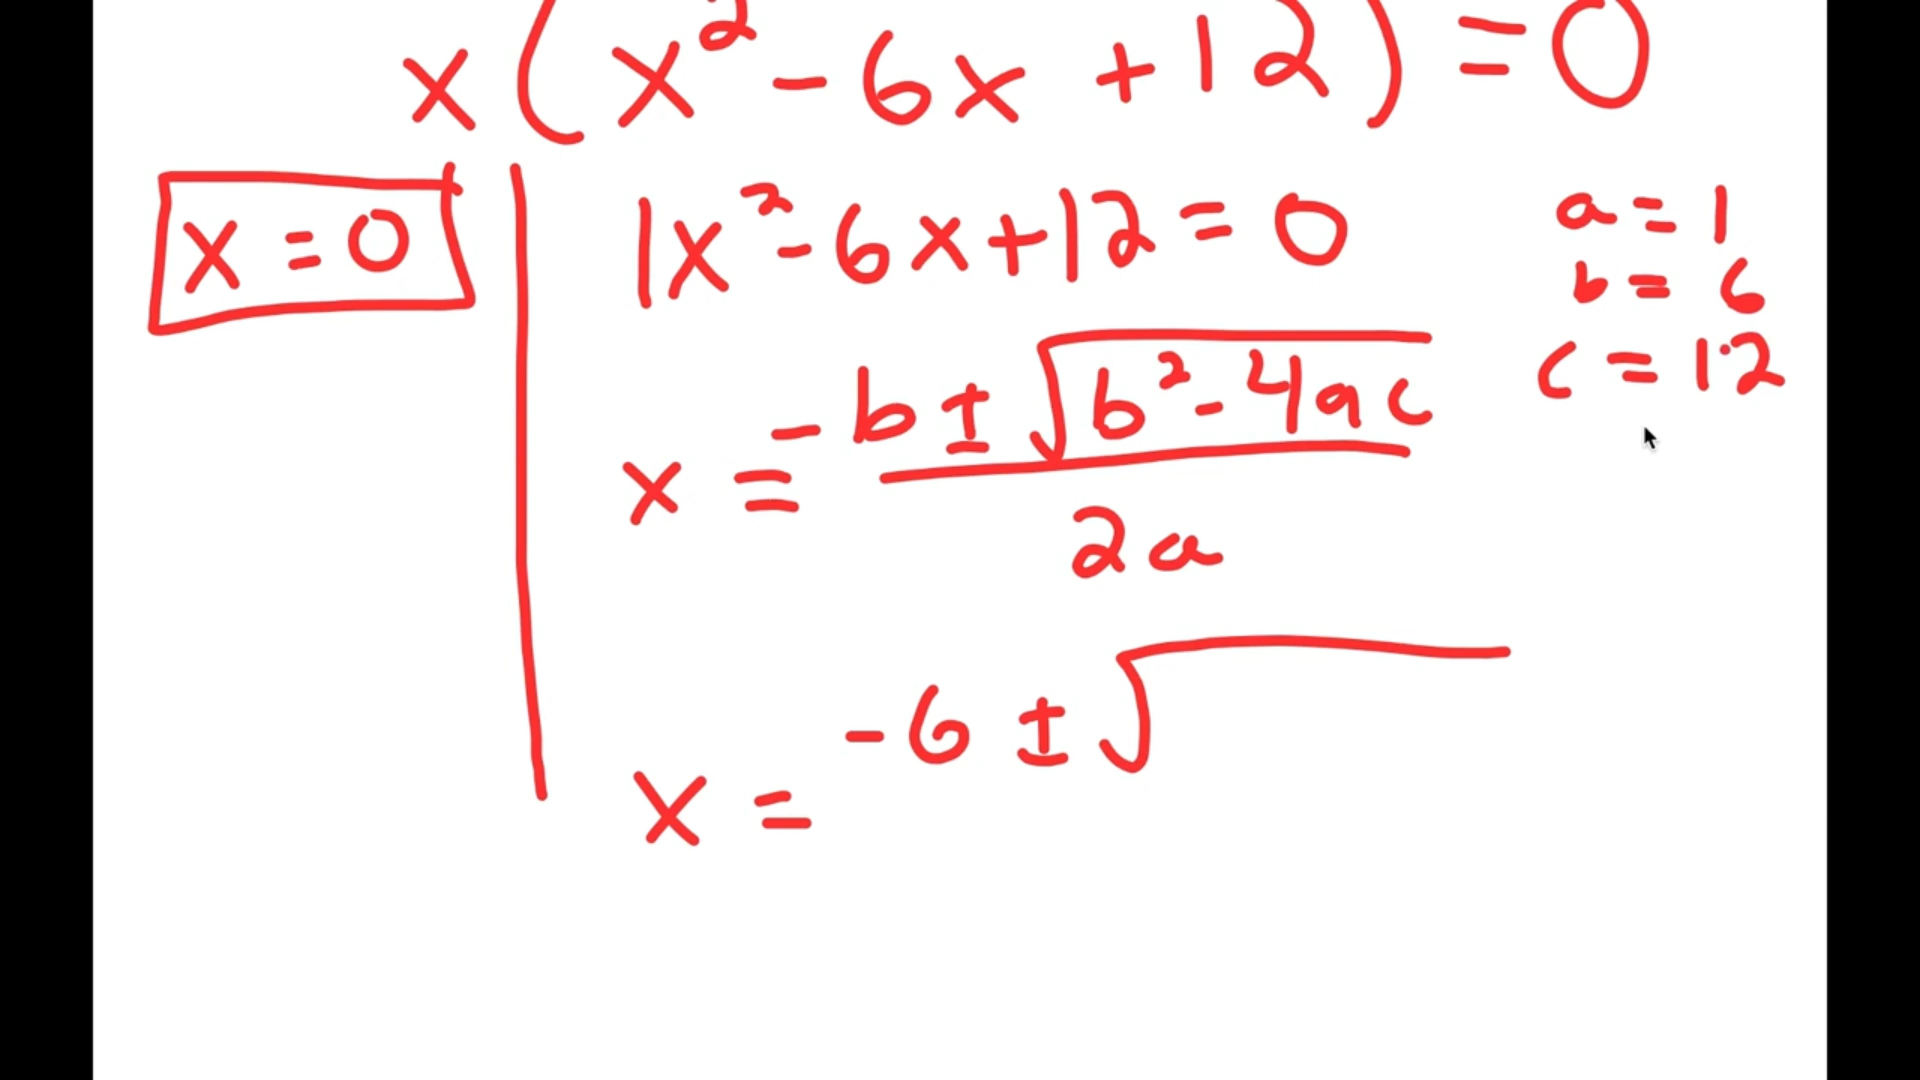 x(x² - 6x + 12) = 0
x = 0
1x² - 6x + 12 = 0
a = 1
b = 6
c = 12
x = -b ± √(b² - 4ac) / 2a
x = -6 ± √